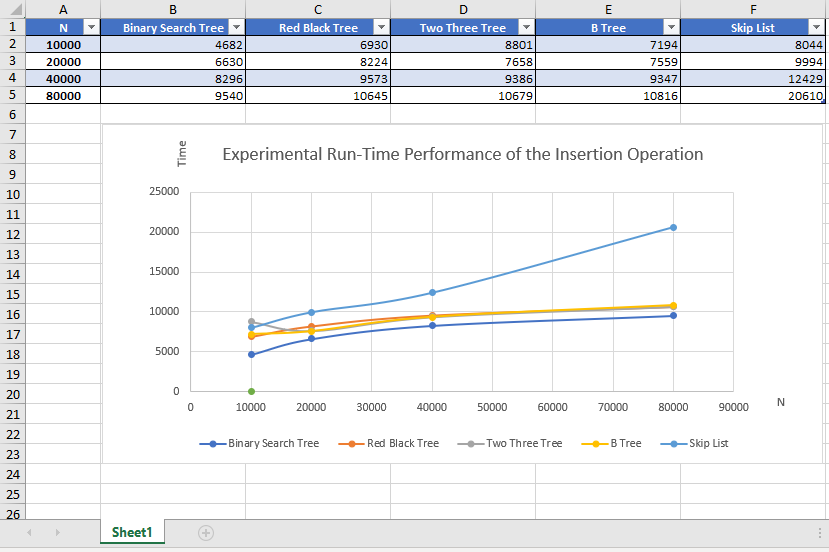 A B C D E F
1 N Binary Search Tree Red Black Tree Two Three Tree B Tree Skip List
2 10000 4682 6930 8801 7194 8044
3 20000 6630 8224 7658 7559 9994
4 40000 8296 9573 9386 9347 12429
5 80000 9540 10645 10679 10816 20610
6
7
8
9
10
11
12
13
14
15
16
17
18
19
20
21
22
23
24
25
26
Time
Experimental Run-Time Performance of the Insertion Operation
25000
20000
15000
10000
5000
0
0 10000 20000 30000 40000 50000 60000 70000 80000 90000
N
Binary Search Tree Red Black Tree Two Three Tree B Tree Skip List
Sheet1